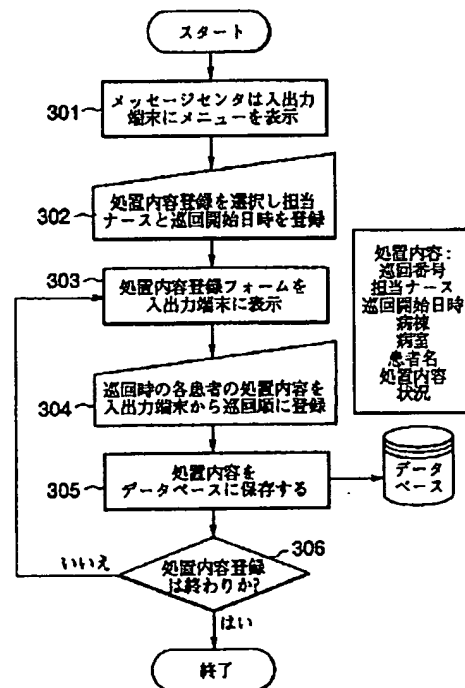 スタート
301
メッセージセンタは入出力
端末にメニューを表示
302
処置内容登録を選択し担当
ナースと巡回開始日時を登録
303
処置内容登録フォームを
入出力端末に表示
処置内容:
巡回番号
担当ナース
巡回開始日時
病棟
病室
患者名
処置内容
状況
304
巡回時の各患者の処置内容を
入出力端末から巡回順に登録
305
処置内容を
データベースに保存する
データ
ベース
306
いいえ
処置内容登録
は終わりか?
はい
終了